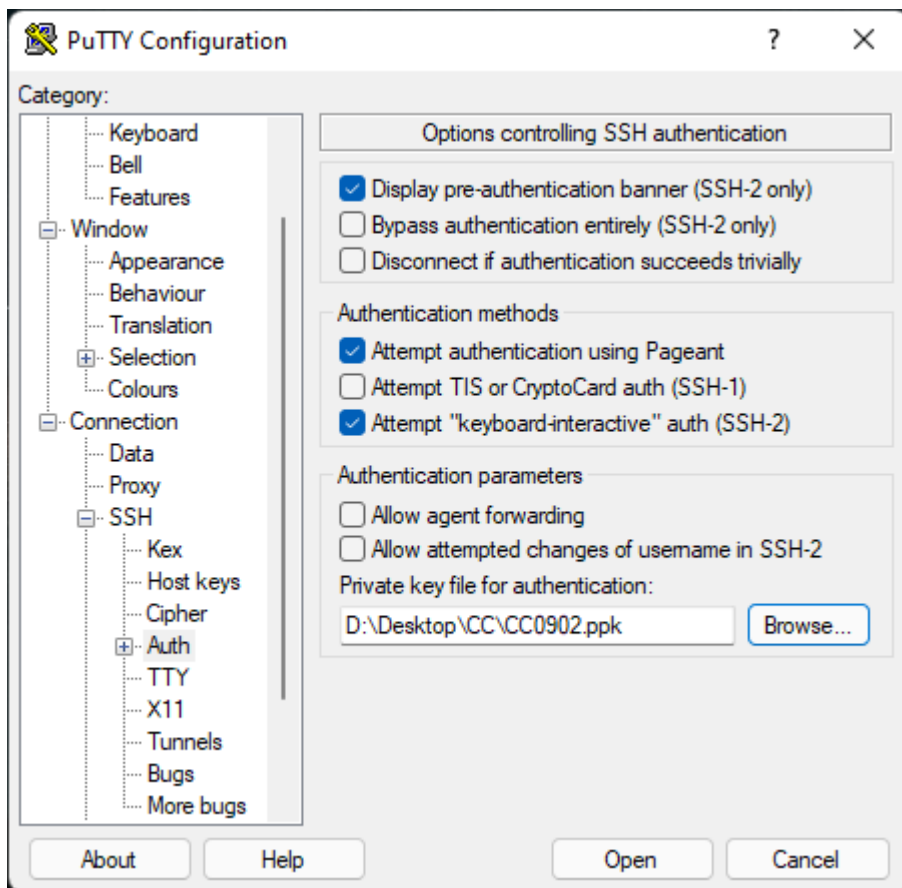 PuTTY Configuration
?
Category:
Keyboard
Bell
Features
Window
Appearance
Behaviour
Translation
Selection
Colours
Connection
Data
Proxy
SSH
Kex
Host keys
Cipher
Auth
TTY
X11
Tunnels
Bugs
More bugs
Options controlling SSH authentication
Display pre-authentication banner (SSH-2 only)
Bypass authentication entirely (SSH-2 only)
Disconnect if authentication succeeds trivially
Authentication methods
Attempt authentication using Pageant
Attempt TIS or CryptoCard auth (SSH-1)
Attempt "keyboard-interactive" auth (SSH-2)
Authentication parameters
Allow agent forwarding
Allow attempted changes of username in SSH-2
Private key file for authentication:
D:\Desktop\CC\CC0902.ppk
Browse...
About
Help
Open
Cancel